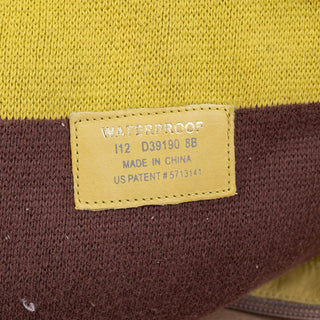 WATERPROOF
I12 D39190 8B
MADE IN CHINA
US PATENT # 5713141